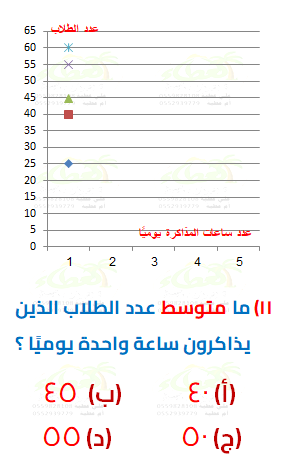 عدد الطلاب
65
60
55
50
45
40
35
30
25
20
15
10
5
0
عدد ساعات المذاكرة يوميًا
1 2 3 4 5
١١) ما متوسط عدد الطلاب الذين
يذاكرون ساعة واحدة يوميًا ؟
(أ) ٤٠ (ب) ٤٥
(ج) ٥٠ (د) ٥٥